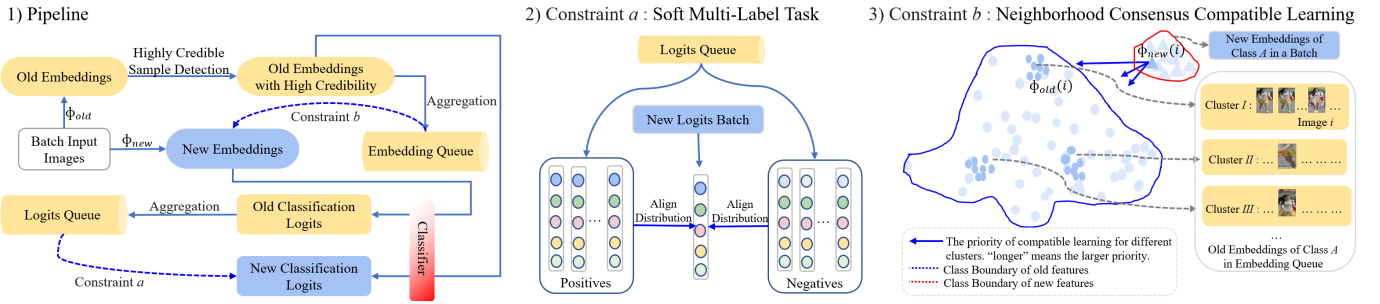 1) Pipeline
Old Embeddings
Highly Credible
Sample Detection
Old Embeddings
with High Credibility
Aggregation
Φold
Constraint b
Batch Input
Images
Φnew
New Embeddings
Embedding Queue
Logits Queue
Aggregation
Old Classification
Logits
Classifier
Constraint a
New Classification
Logits
2) Constraint a : Soft Multi-Label Task
Logits Queue
New Logits Batch
Align
Distribution
Align
Distribution
...
...
Positives
Negatives
3) Constraint b : Neighborhood Consensus Compatible Learning
Φnew(i)
New Embeddings of
Class A in a Batch
Φold(i)
Cluster I : ... ...
Image i
Cluster II : ... ... ... ...
Cluster III : ... ... ... ...
...
Old Embeddings of Class A
in Embedding Queue
The priority of compatible learning for different
clusters. “longer” means the larger priority.
Class Boundary of old features
Class Boundary of new features